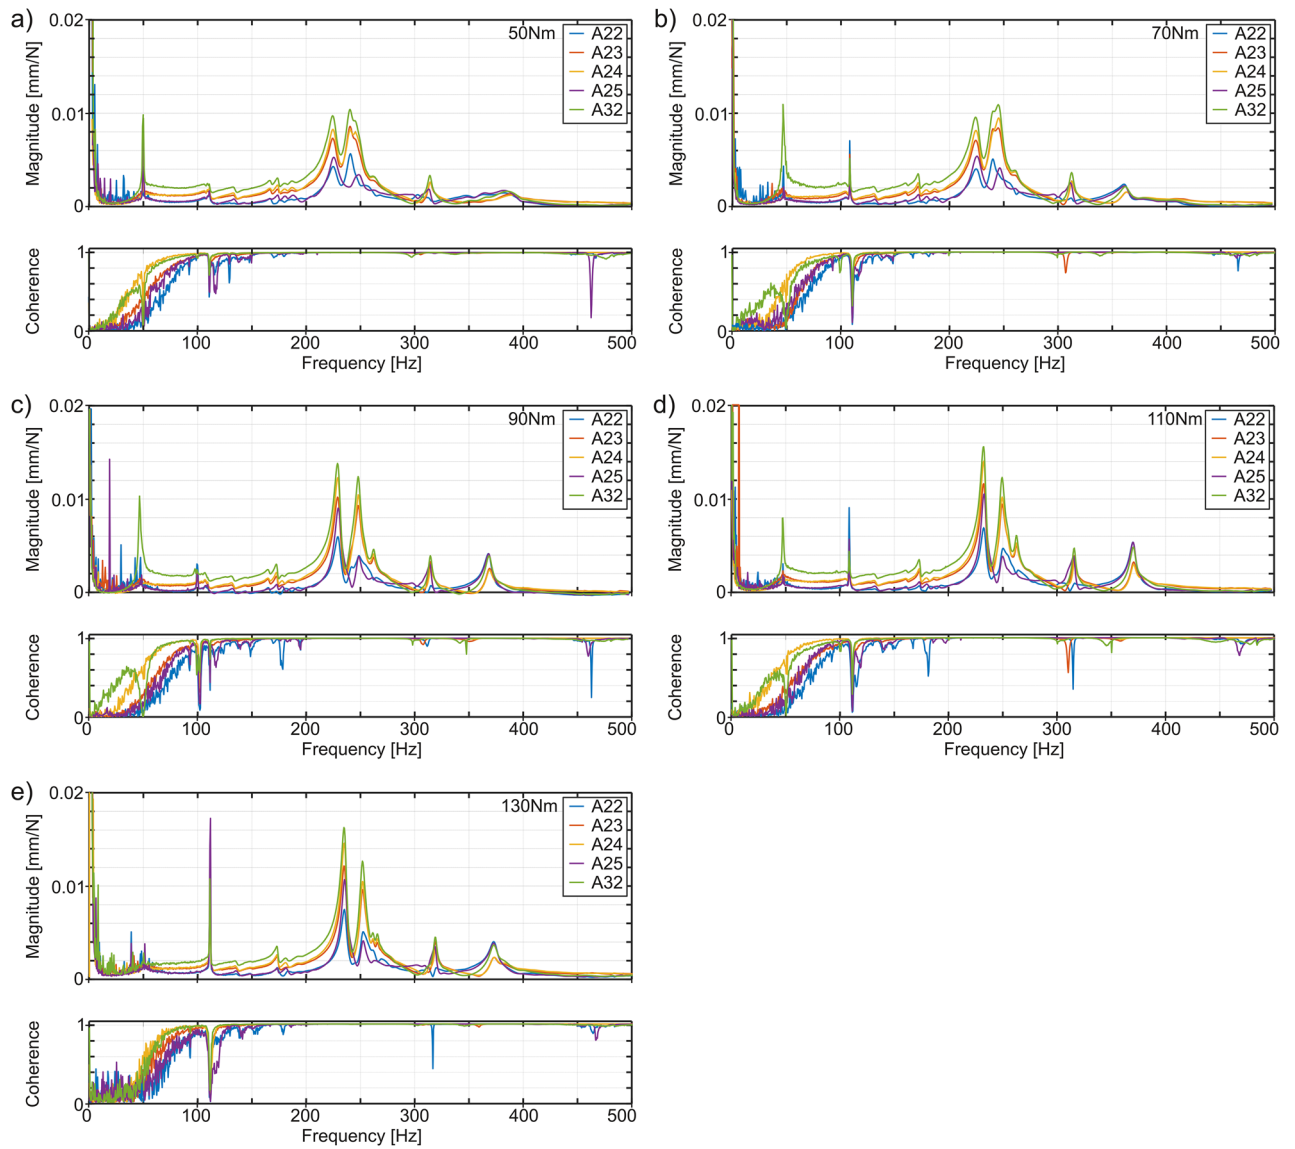 a)
0.02
0.01
0
Magnitude [mm/N]
50Nm
A22
A23
A24
A25
A32
1
0
Coherence
0 100 200 300 400 500
Frequency [Hz]
b)
0.02
0.01
0
Magnitude [mm/N]
70Nm
A22
A23
A24
A25
A32
1
0
Coherence
0 100 200 300 400 500
Frequency [Hz]
c)
0.02
0.01
0
Magnitude [mm/N]
90Nm
A22
A23
A24
A25
A32
1
0
Coherence
0 100 200 300 400 500
Frequency [Hz]
d)
0.02
0.01
0
Magnitude [mm/N]
110Nm
A22
A23
A24
A25
A32
1
0
Coherence
0 100 200 300 400 500
Frequency [Hz]
e)
0.02
0.01
0
Magnitude [mm/N]
130Nm
A22
A23
A24
A25
A32
1
0
Coherence
0 100 200 300 400 500
Frequency [Hz]